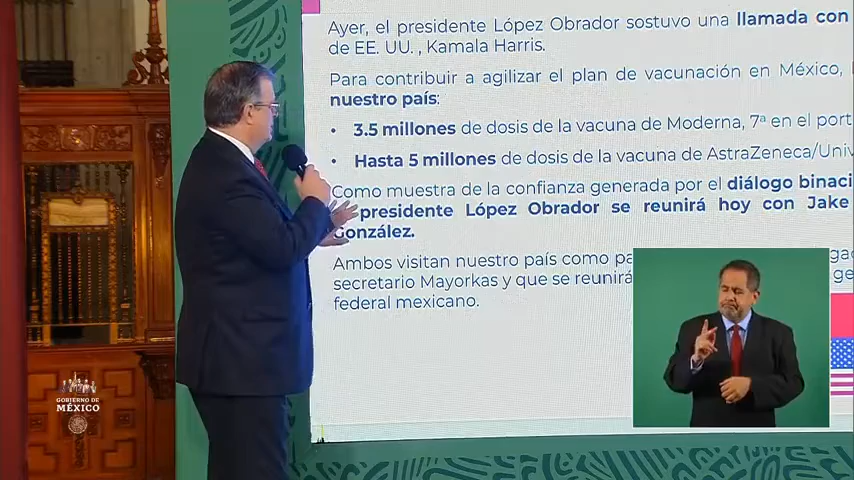 Ayer, el presidente López Obrador sostuvo una llamada con
de EE. UU., Kamala Harris.
Para contribuir a agilizar el plan de vacunación en México,
nuestro país:
• 3.5 millones de dosis de la vacuna de Moderna, 7ª en el port
• Hasta 5 millones de dosis de la vacuna de AstraZeneca/Univ
Como muestra de la confianza generada por el diálogo binaci
presidente López Obrador se reunirá hoy con Jake
González.
Ambos visitan nuestro país como pa
secretario Mayorkas y que se reunirá
federal mexicano.
GOBIERNO DE
MÉXICO